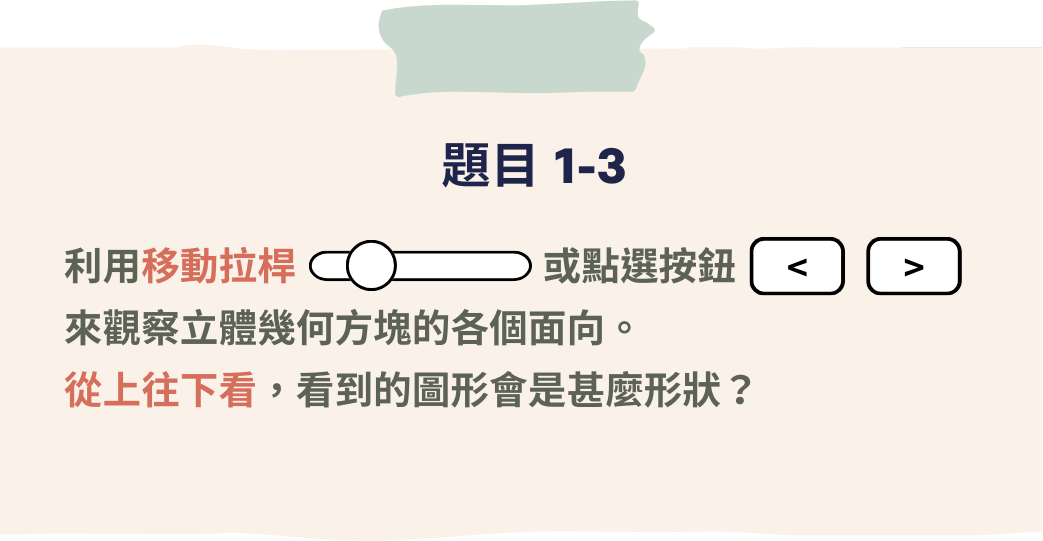 題目 1-3
利用移動拉桿 或點選按鈕 < >
來觀察立體幾何方塊的各個面向。
從上往下看，看到的圖形會是甚麼形狀？